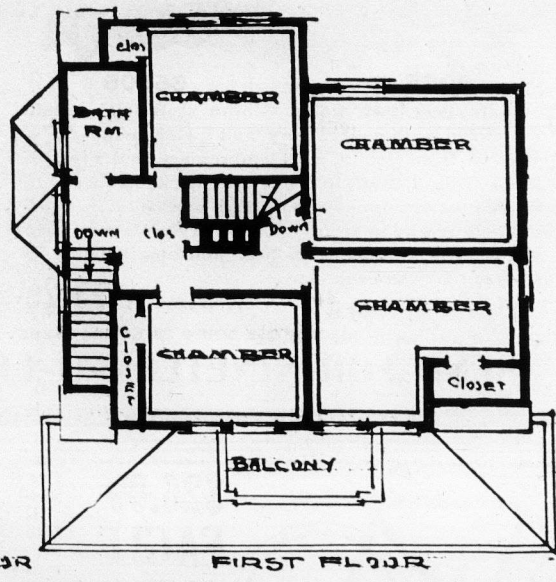 Clos
CHAMBER
BATH
RM
CHAMBER
DOWN
Clos
DOWN
CHAMBER
CLOSET
CHAMBER
CLOSET
BALCONY
FIRST FLOOR